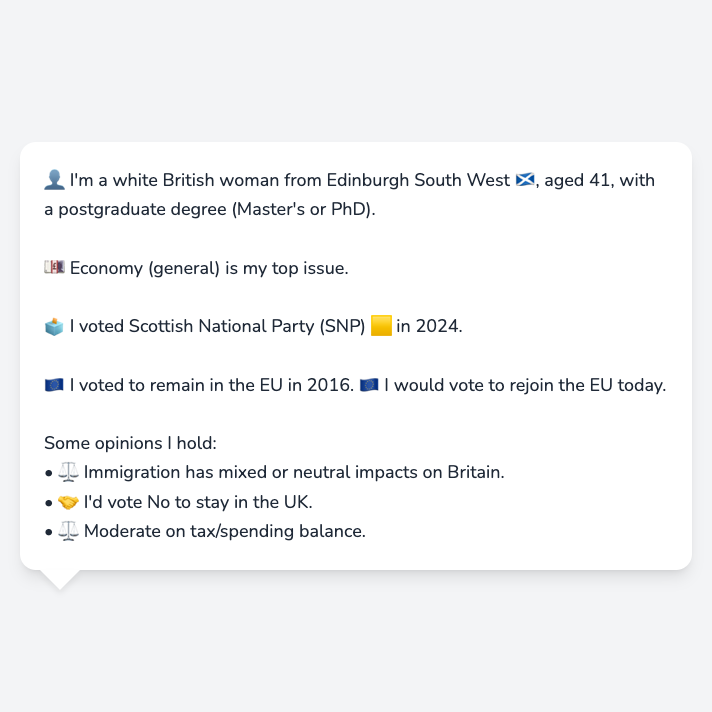 👤 I'm a white British woman from Edinburgh South West 🏴󠁧󠁢󠁳󠁣󠁴󠁿, aged 41, with
a postgraduate degree (Master's or PhD).
💷 Economy (general) is my top issue.
🗳️ I voted Scottish National Party (SNP) 🟨 in 2024.
🇪🇺 I voted to remain in the EU in 2016. 🇪🇺 I would vote to rejoin the EU today.
Some opinions I hold:
• ⚖️ Immigration has mixed or neutral impacts on Britain.
• 🤝 I'd vote No to stay in the UK.
• ⚖️ Moderate on tax/spending balance.